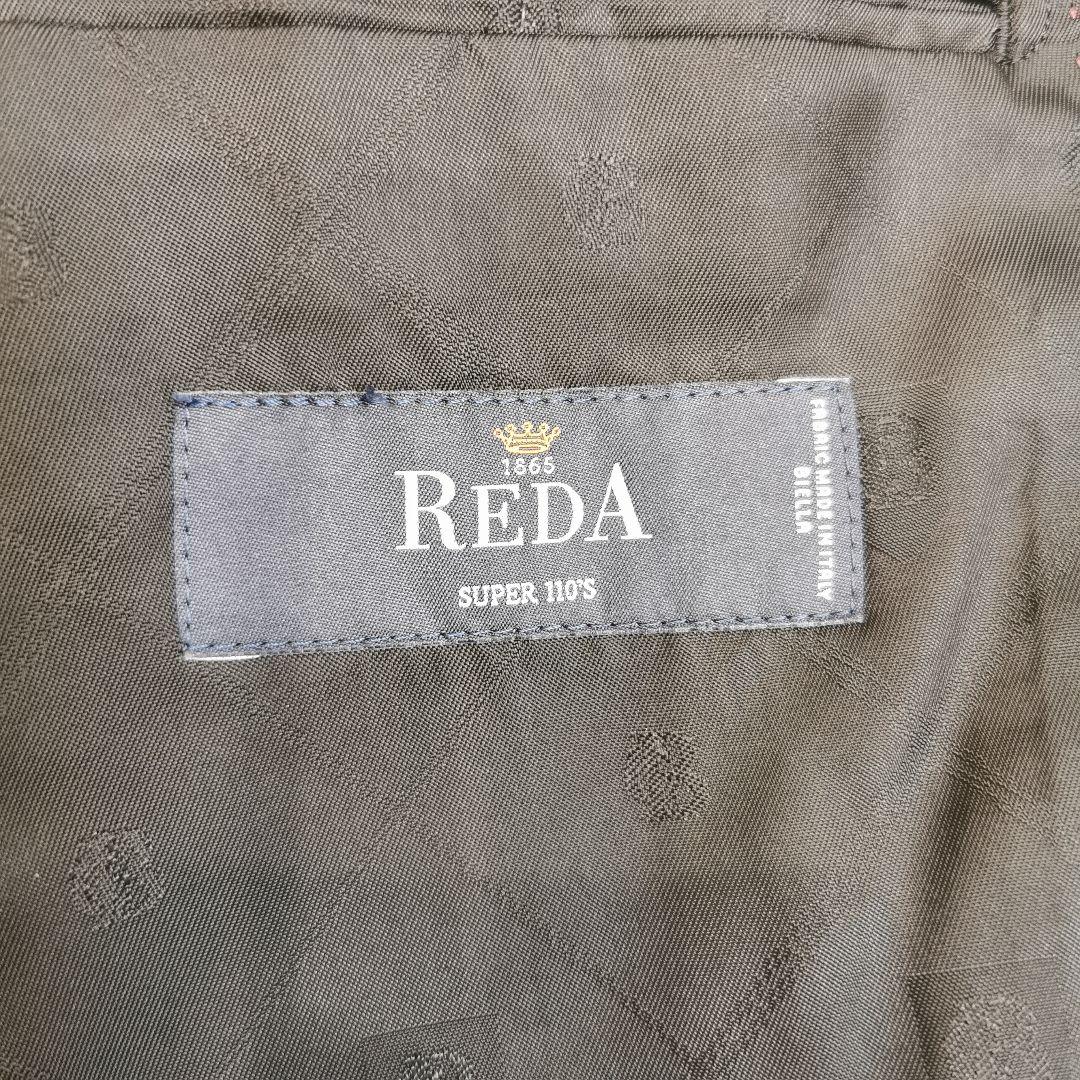 1865
REDA
SUPER 110'S
FABRIC MADE IN ITALY
BIELLA